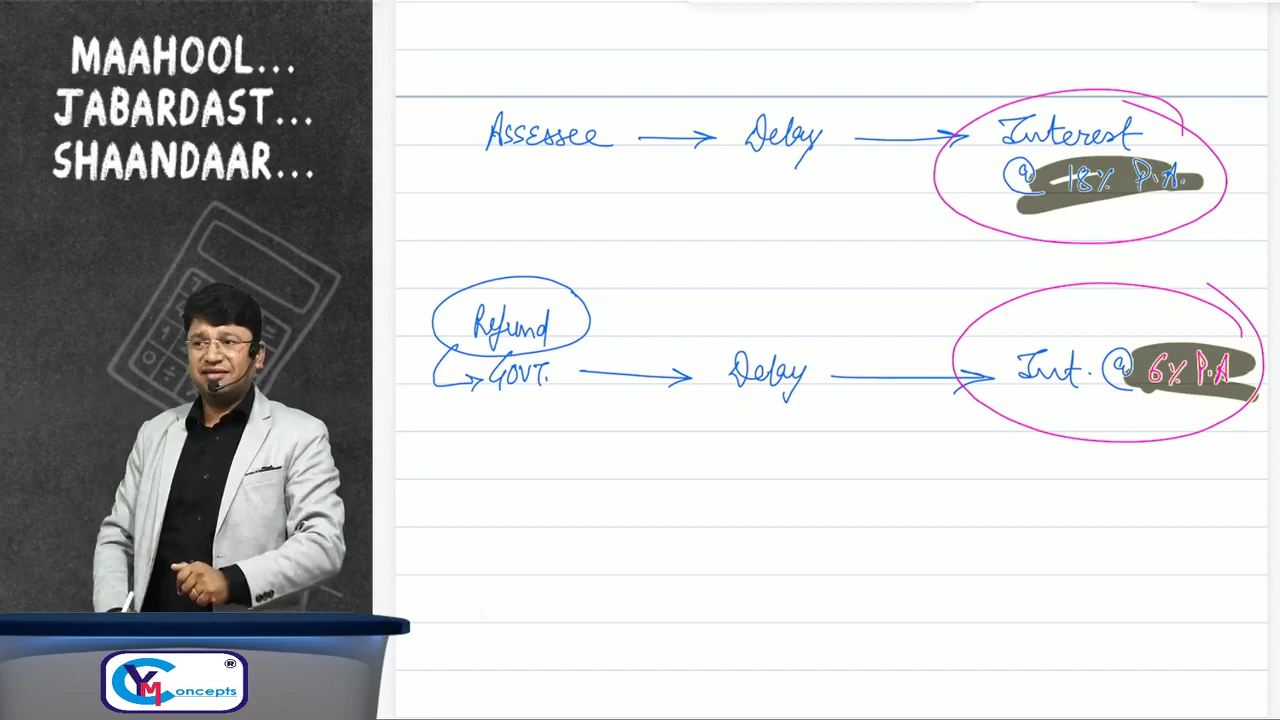 MAAHOOL...
JABARDAST...
SHAANDAAR...
Assessee → Delay → Interest
@ 18% P.A.
Refund
↳ GOVT. → Delay → Int. @ 6% P.A
YM Concepts ®